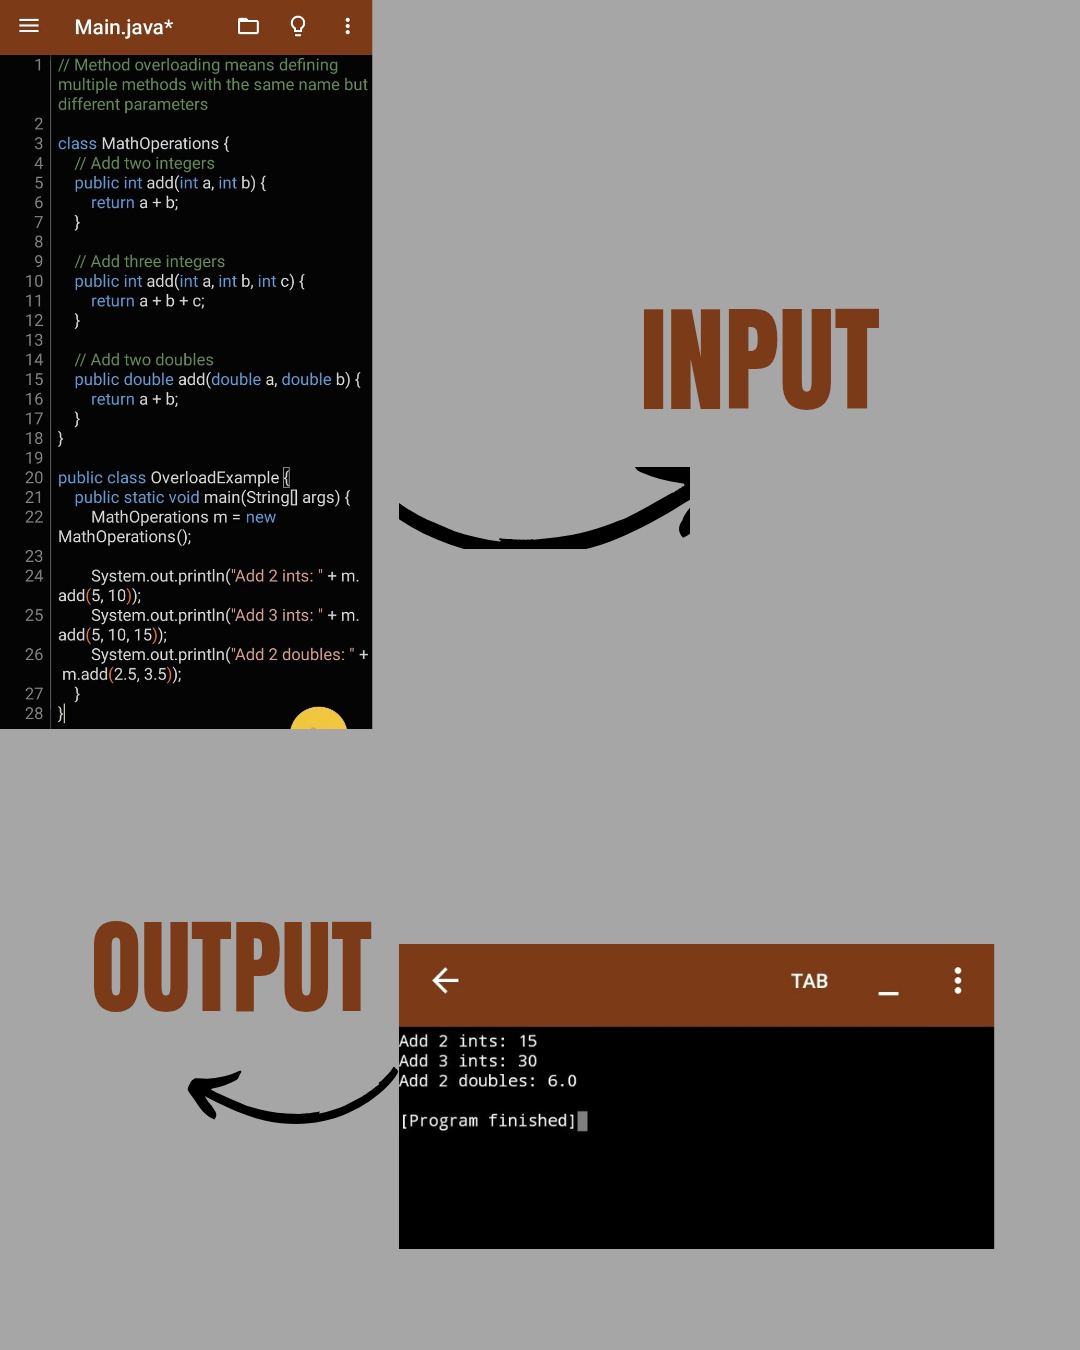 Main.java*
1 // Method overloading means defining
multiple methods with the same name but
different parameters
2
3 class MathOperations {
4 // Add two integers
5 public int add(int a, int b) {
6 return a + b;
7 }
8
9 // Add three integers
10 public int add(int a, int b, int c) {
11 return a + b + c;
12 }
13
14 // Add two doubles
15 public double add(double a, double b) {
16 return a + b;
17 }
18 }
19
20 public class OverloadExample {
21 public static void main(String[] args) {
22 MathOperations m = new
MathOperations();
23
24 System.out.println("Add 2 ints: " + m.
add(5, 10));
25 System.out.println("Add 3 ints: " + m.
add(5, 10, 15));
26 System.out.println("Add 2 doubles: " +
m.add(2.5, 3.5));
27 }
28 }
INPUT
OUTPUT
TAB
Add 2 ints: 15
Add 3 ints: 30
Add 2 doubles: 6.0
[Program finished]